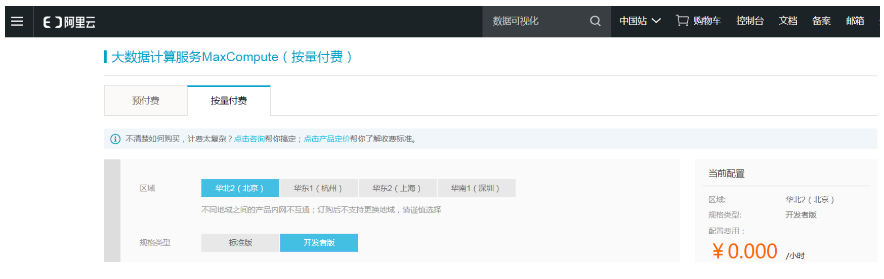 阿里云 数据可视化 中国站 购物车 控制台 文档 备案 邮箱
大数据计算服务MaxCompute（按量付费）
预付费 按量付费
不清楚如何购买，计费太复杂？点击咨询帮你搞定；点击产品定价帮你了解收费标准。
区域 华北2（北京） 华东1（杭州） 华东2（上海） 华南1（深圳）
不同地域之间的产品内网不互通；订购后不支持更换地域，请谨慎选择
规格类型 标准版 开发者版
当前配置
区域: 华北2（北京）
规格类型: 开发者版
配置费用：
¥0.000 /小时